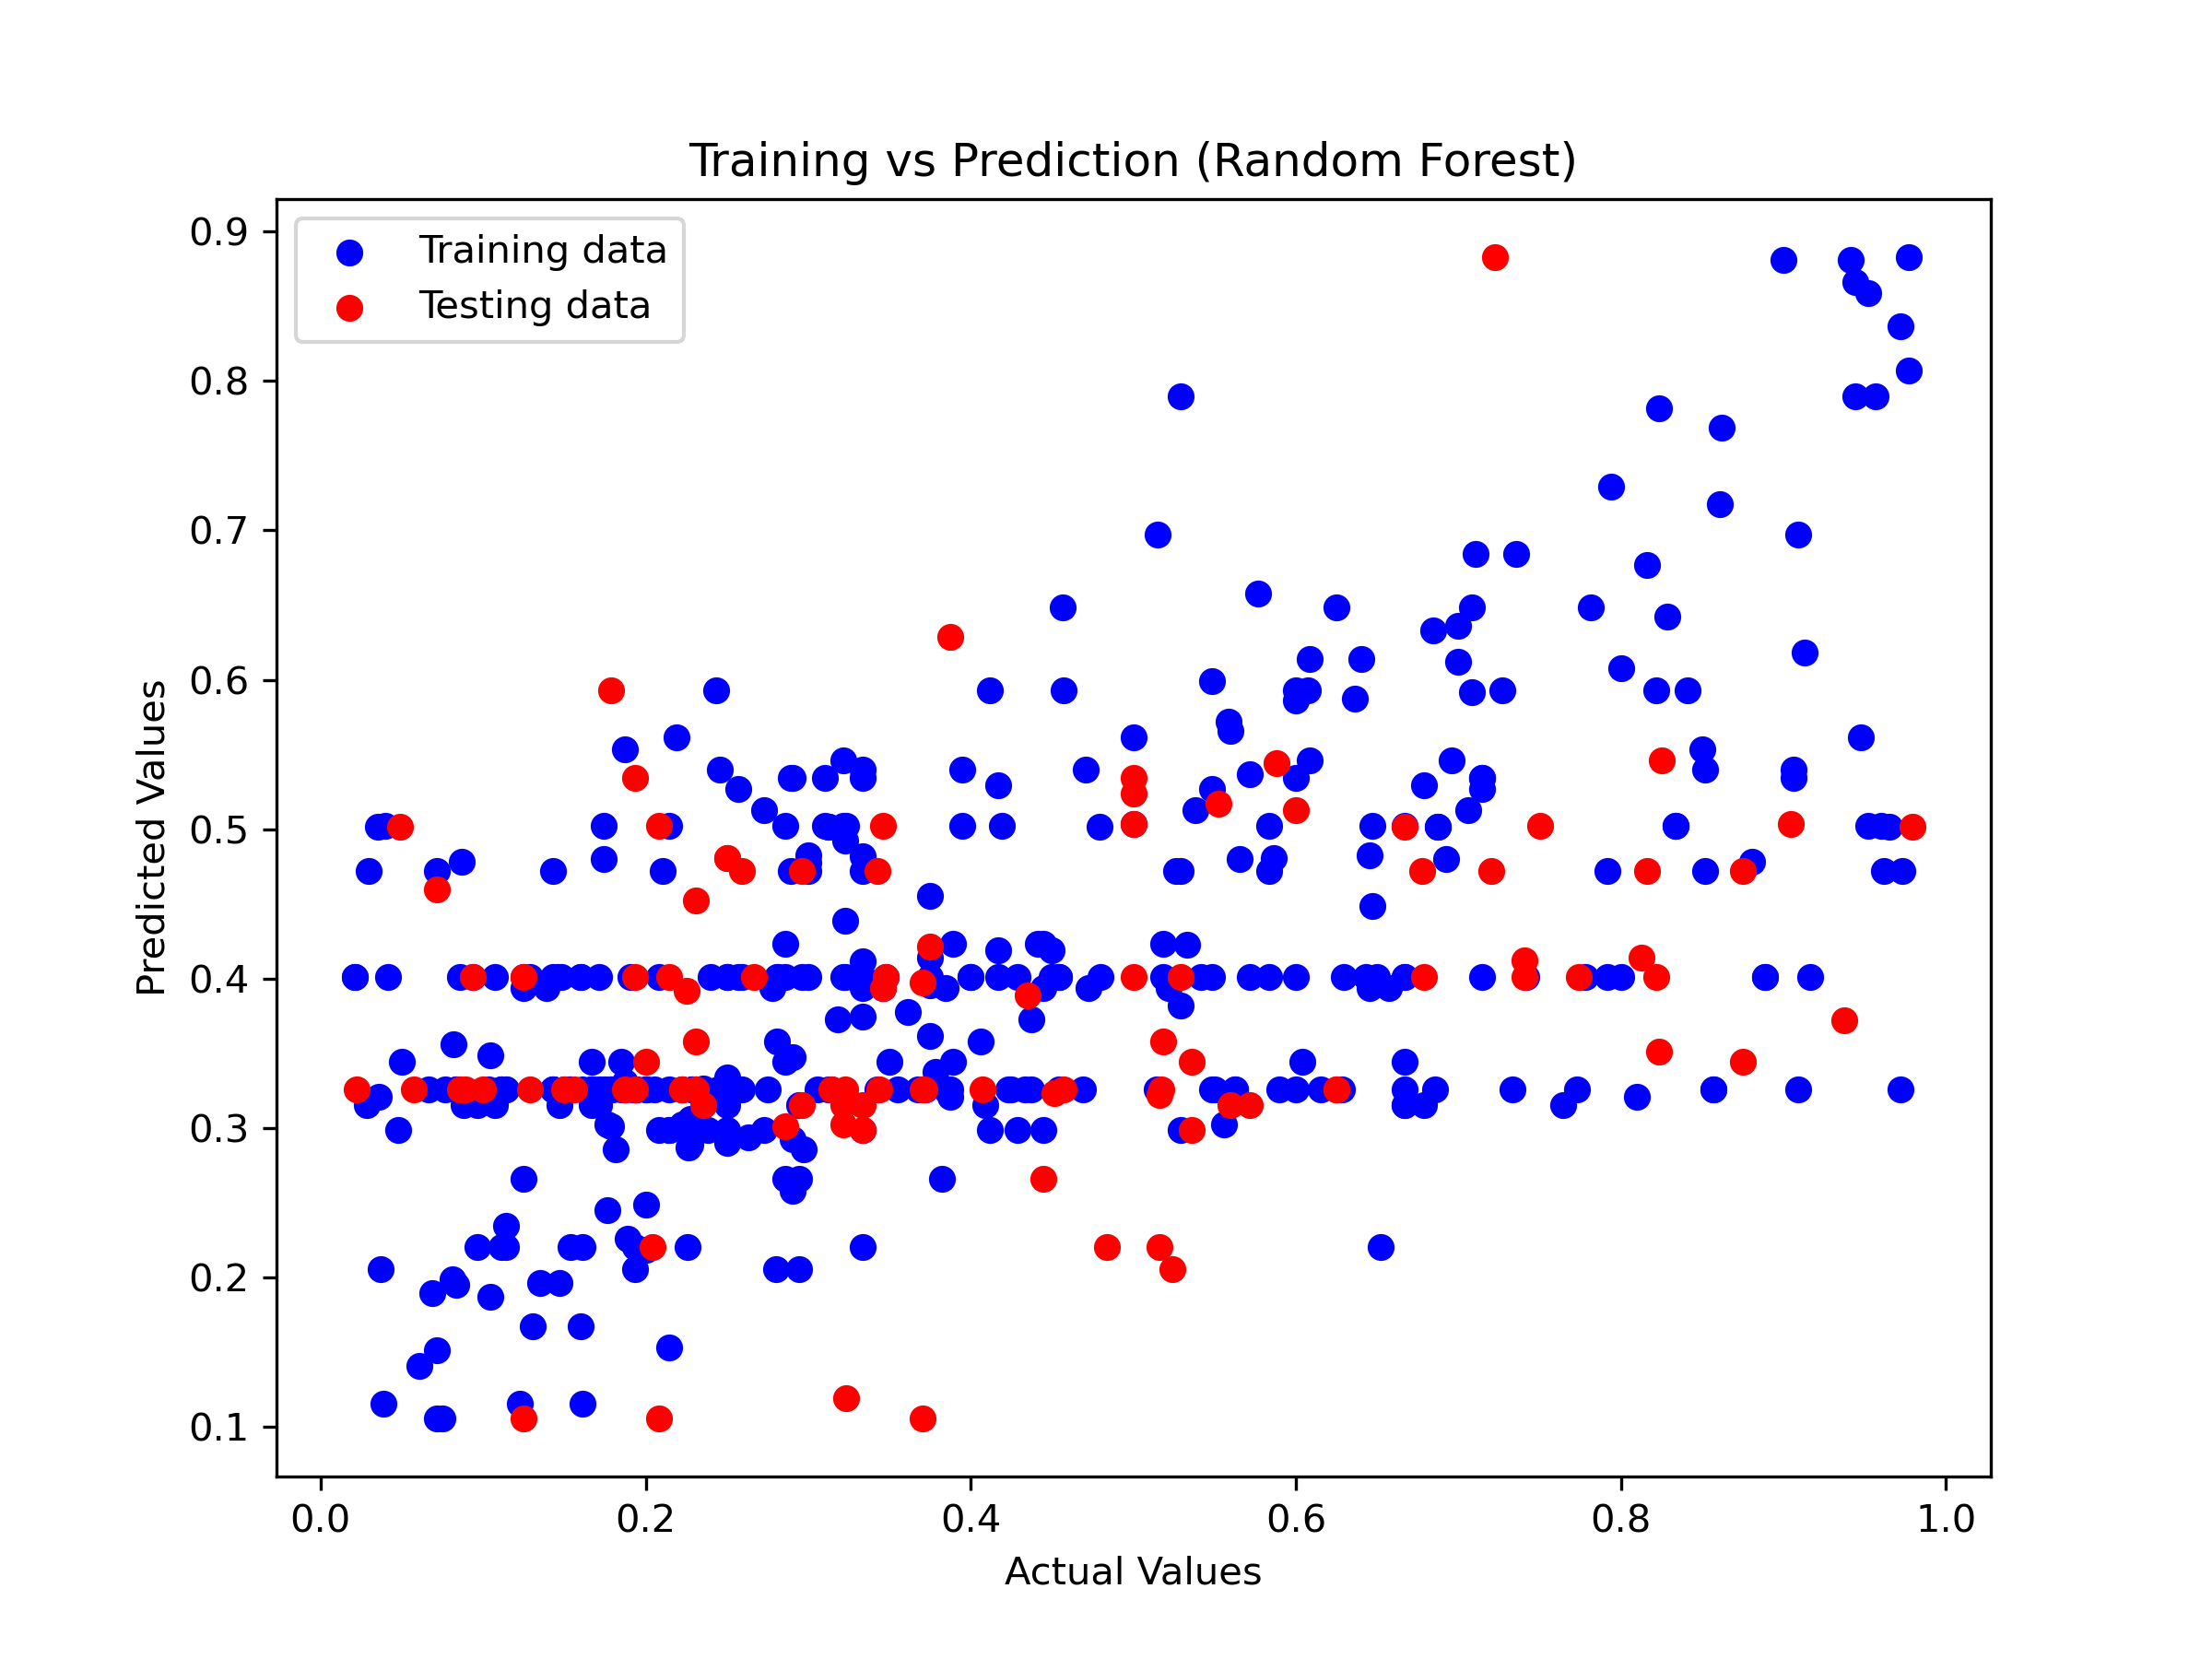 Training vs Prediction (Random Forest)
Training data
Testing data
Predicted Values
0.9
0.8
0.7
0.6
0.5
0.4
0.3
0.2
0.1
0.0 0.2 0.4 0.6 0.8 1.0
Actual Values